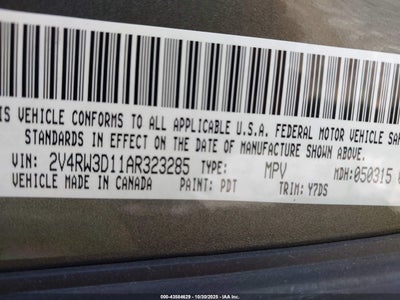 IS VEHICLE CONFORMS TO ALL APPLICABLE U.S.A. FEDERAL MOTOR VEHICLE SAF
STANDARDS IN EFFECT ON THE DATE OF MANUFACTURE SHOWN ABOVE.
VIN: 2V4RW3D11AR323285 TYPE: MPV MDH:050315
VEHICLE MADE IN CANADA PAINT: PDT TRIM: Y7DS
000-43584629 - 10/30/2025 - IAA Inc.